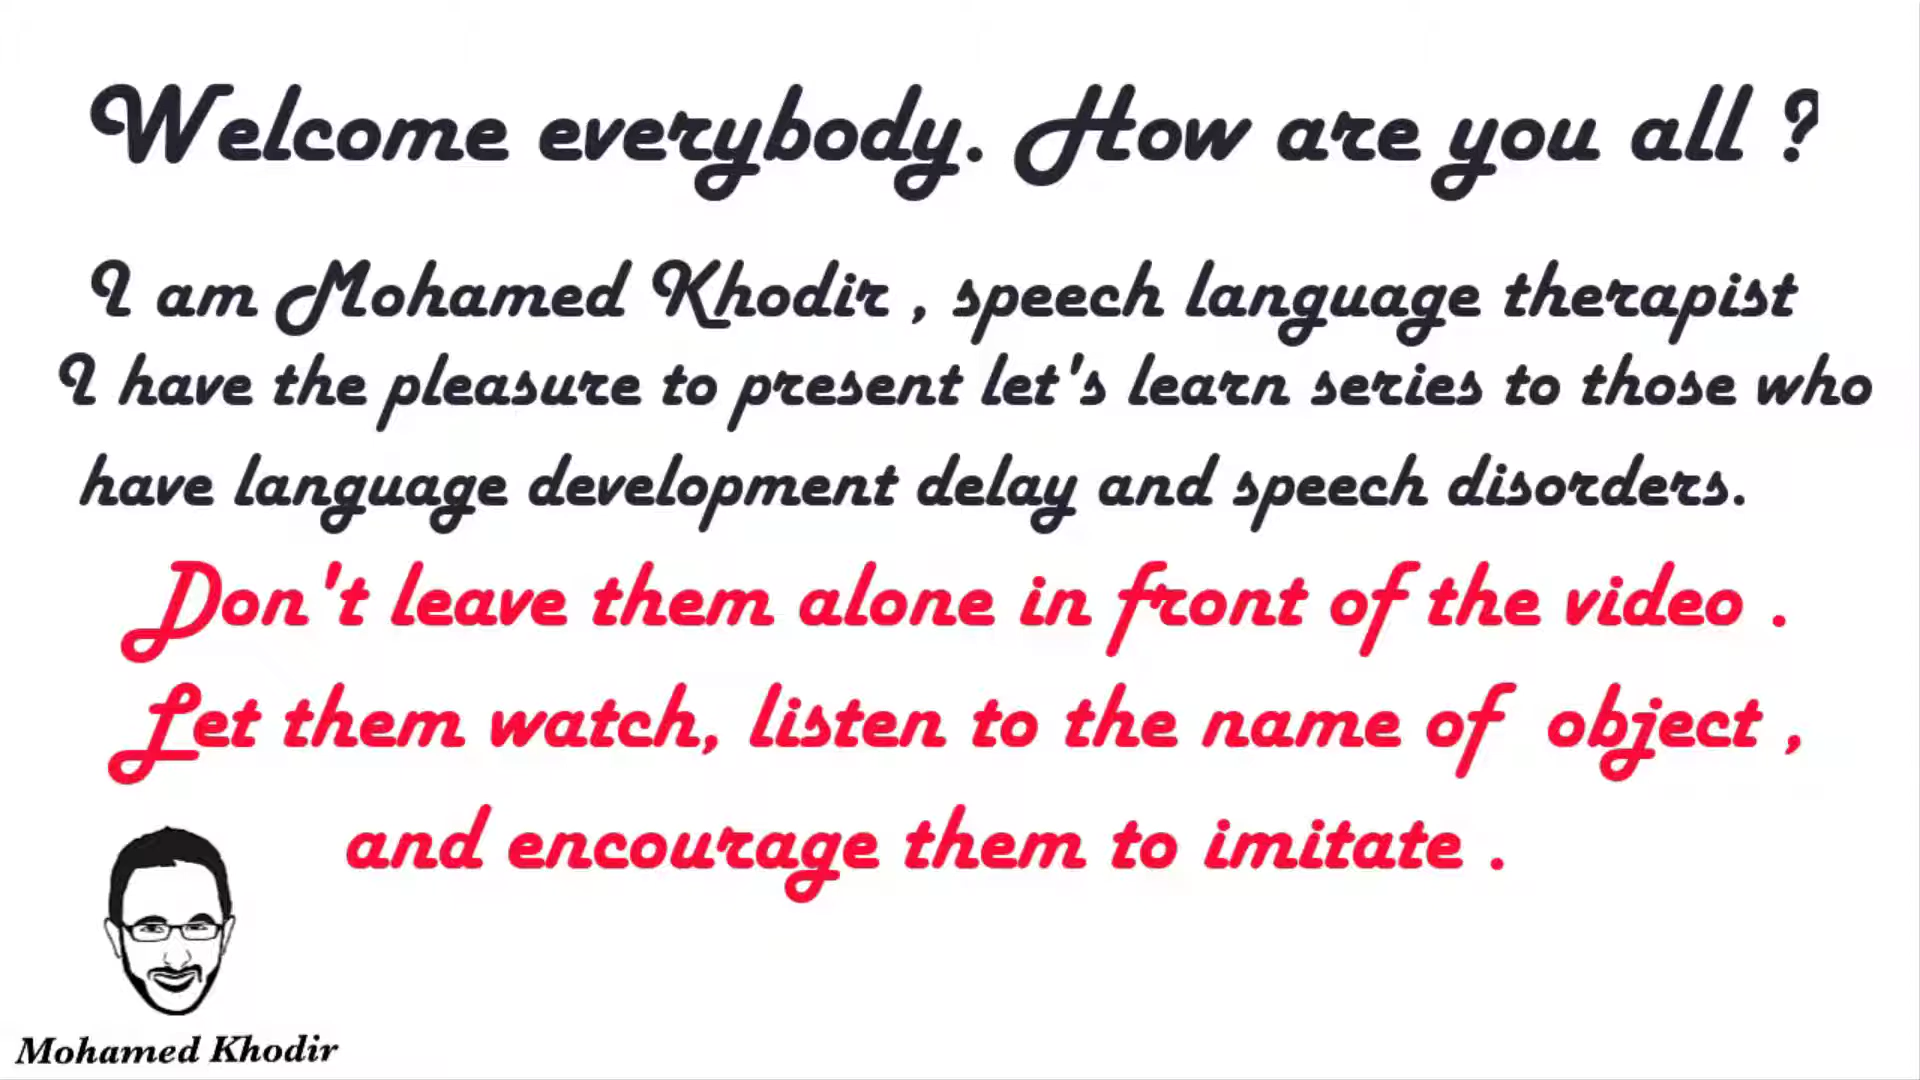 Welcome everybody. How are you all ?
I am Mohamed Khodir , speech language therapist
I have the pleasure to present let's learn series to those who
have language development delay and speech disorders.
Don't leave them alone in front of the video .
Let them watch, listen to the name of object ,
and encourage them to imitate .
Mohamed Khodir